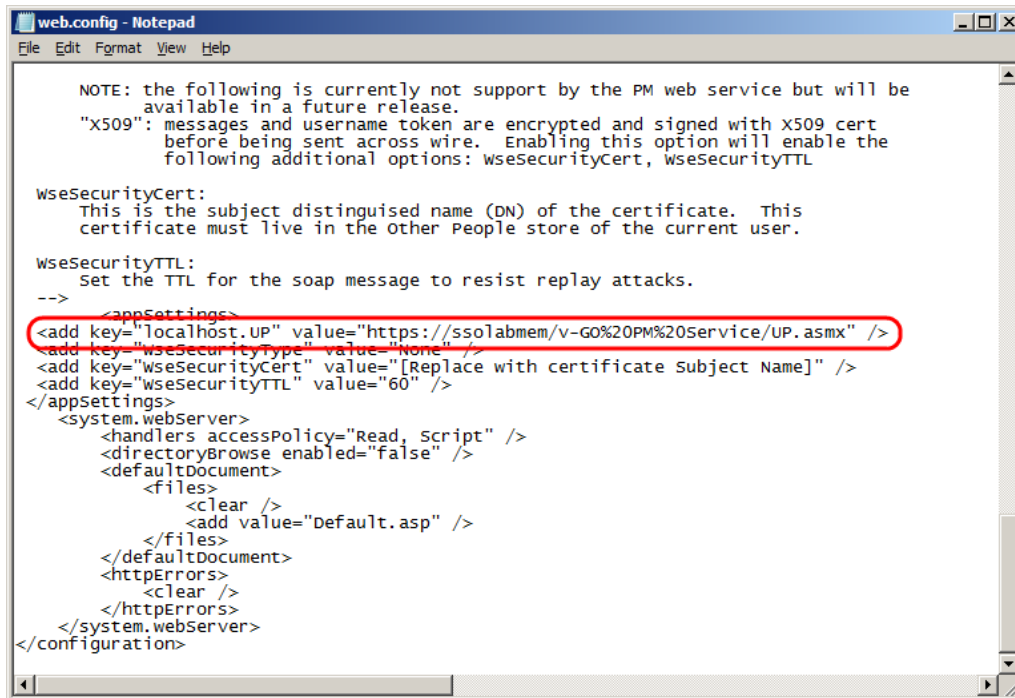 web.config - Notepad
File Edit Format View Help
NOTE: the following is currently not support by the PM web service but will be
available in a future release.
"X509": messages and username token are encrypted and signed with X509 cert
before being sent across wire.  Enabling this option will enable the
following additional options: WseSecurityCert, WseSecurityTTL
WseSecurityCert:
This is the subject distinguised name (DN) of the certificate.  This
certificate must live in the Other People store of the current user.
WseSecurityTTL:
Set the TTL for the soap message to resist replay attacks.
-->
<appSettings>
<add key="localhost.UP" value="https://ssolabmem/v-GO%20PM%20Service/UP.asmx" />
<add key="WseSecurityType" value="None" />
<add key="WseSecurityCert" value="[Replace with certificate Subject Name]" />
<add key="WseSecurityTTL" value="60" />
</appSettings>
<system.webServer>
<handlers accessPolicy="Read, Script" />
<directoryBrowse enabled="false" />
<defaultDocument>
<files>
<clear />
<add value="Default.asp" />
</files>
</defaultDocument>
<httpErrors>
<clear />
</httpErrors>
</system.webServer>
</configuration>